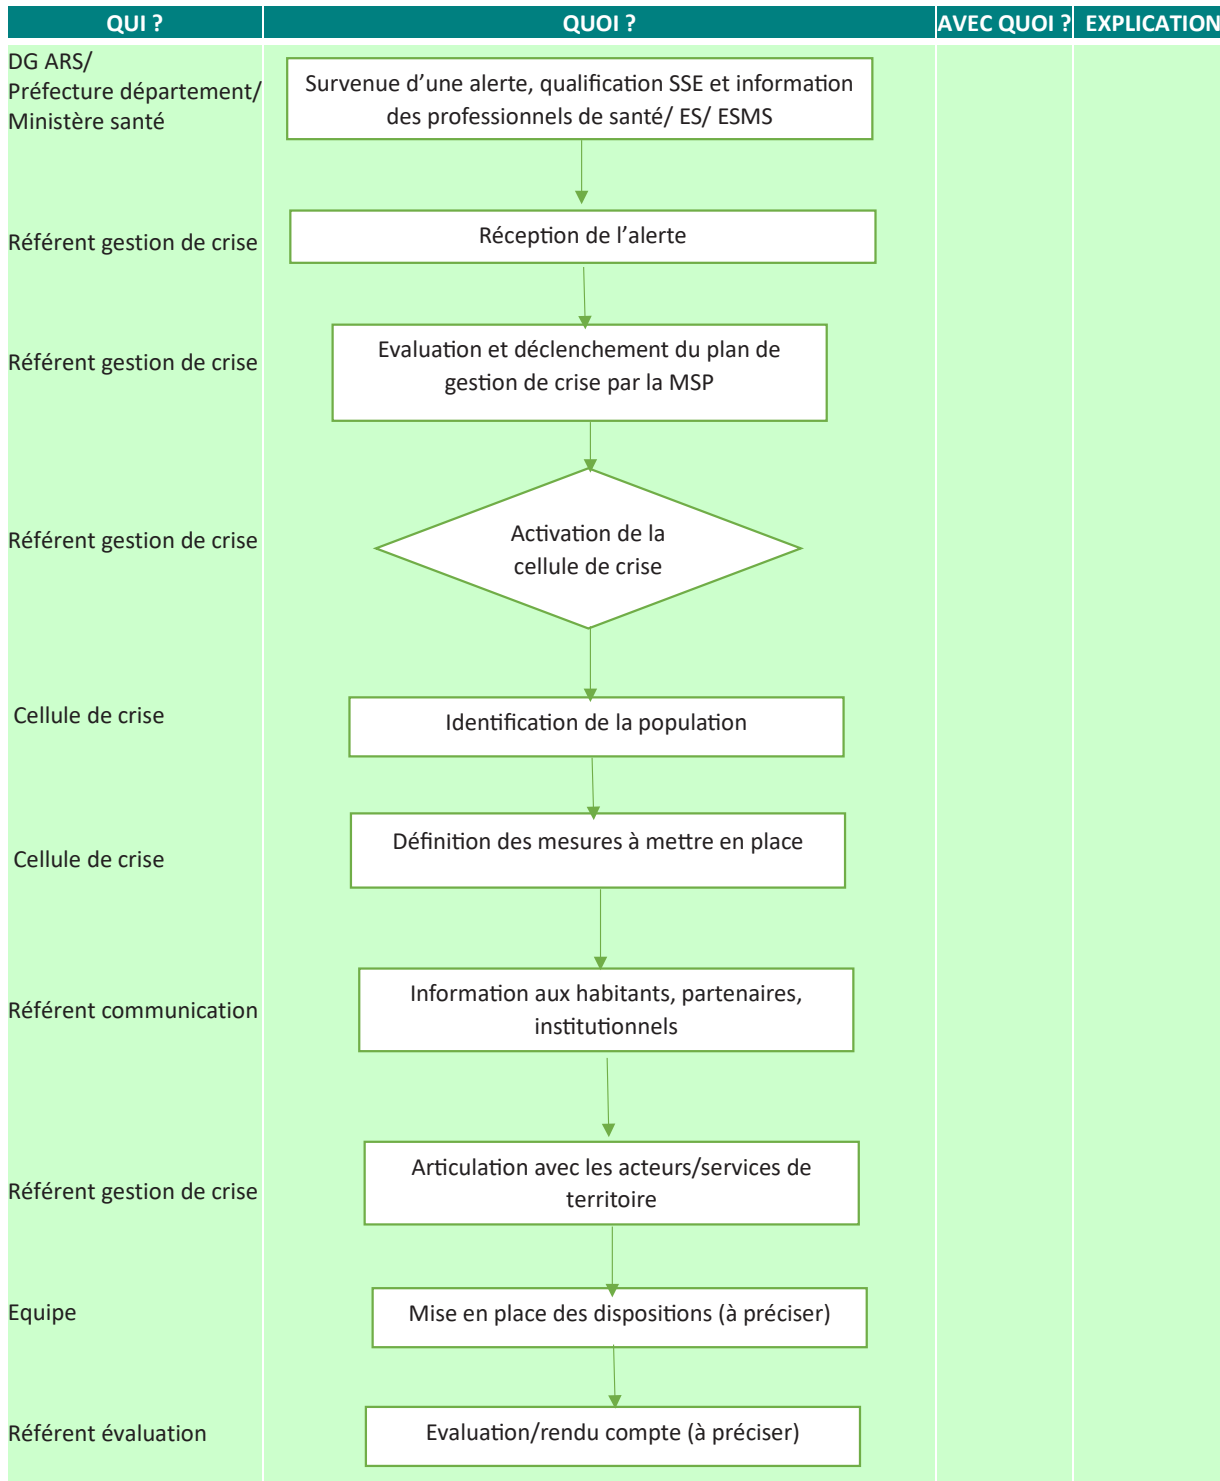 QUI ?
QUOI ?
AVEC QUOI ?
EXPLICATION
DG ARS/
Préfecture département/
Ministère santé
Survenue d’une alerte, qualification SSE et information
des professionnels de santé/ ES/ ESMS
Référent gestion de crise
Réception de l’alerte
Référent gestion de crise
Evaluation et déclenchement du plan de
gestion de crise par la MSP
Référent gestion de crise
Activation de la
cellule de crise
Cellule de crise
Identification de la population
Cellule de crise
Définition des mesures à mettre en place
Référent communication
Information aux habitants, partenaires,
institutionnels
Référent gestion de crise
Articulation avec les acteurs/services de
territoire
Equipe
Mise en place des dispositions (à préciser)
Référent évaluation
Evaluation/rendu compte (à préciser)